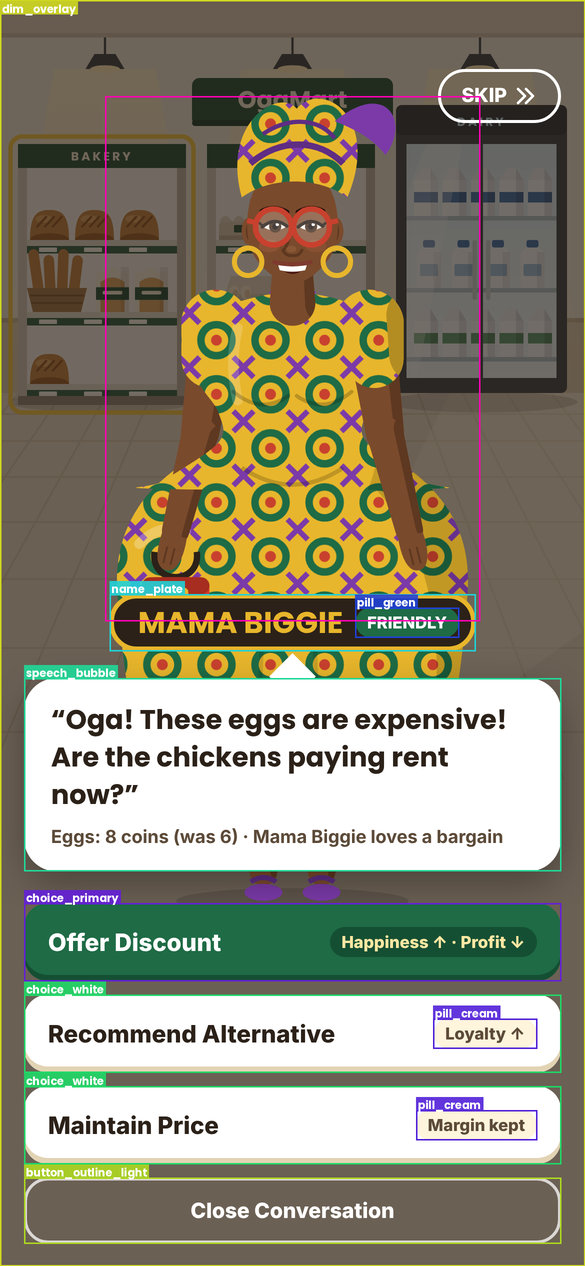 dim_overlay
OgaMart
SKIP
DAIRY
BAKERY
name_plate
pill_green
MAMA BIGGIE
FRIENDLY
speech_bubble
“Oga! These eggs are expensive!
Are the chickens paying rent
now?”
Eggs: 8 coins (was 6) · Mama Biggie loves a bargain
choice_primary
Offer Discount
Happiness ↑ · Profit ↓
choice_white
pill_cream
Recommend Alternative
Loyalty ↑
choice_white
pill_cream
Maintain Price
Margin kept
button_outline_light
Close Conversation